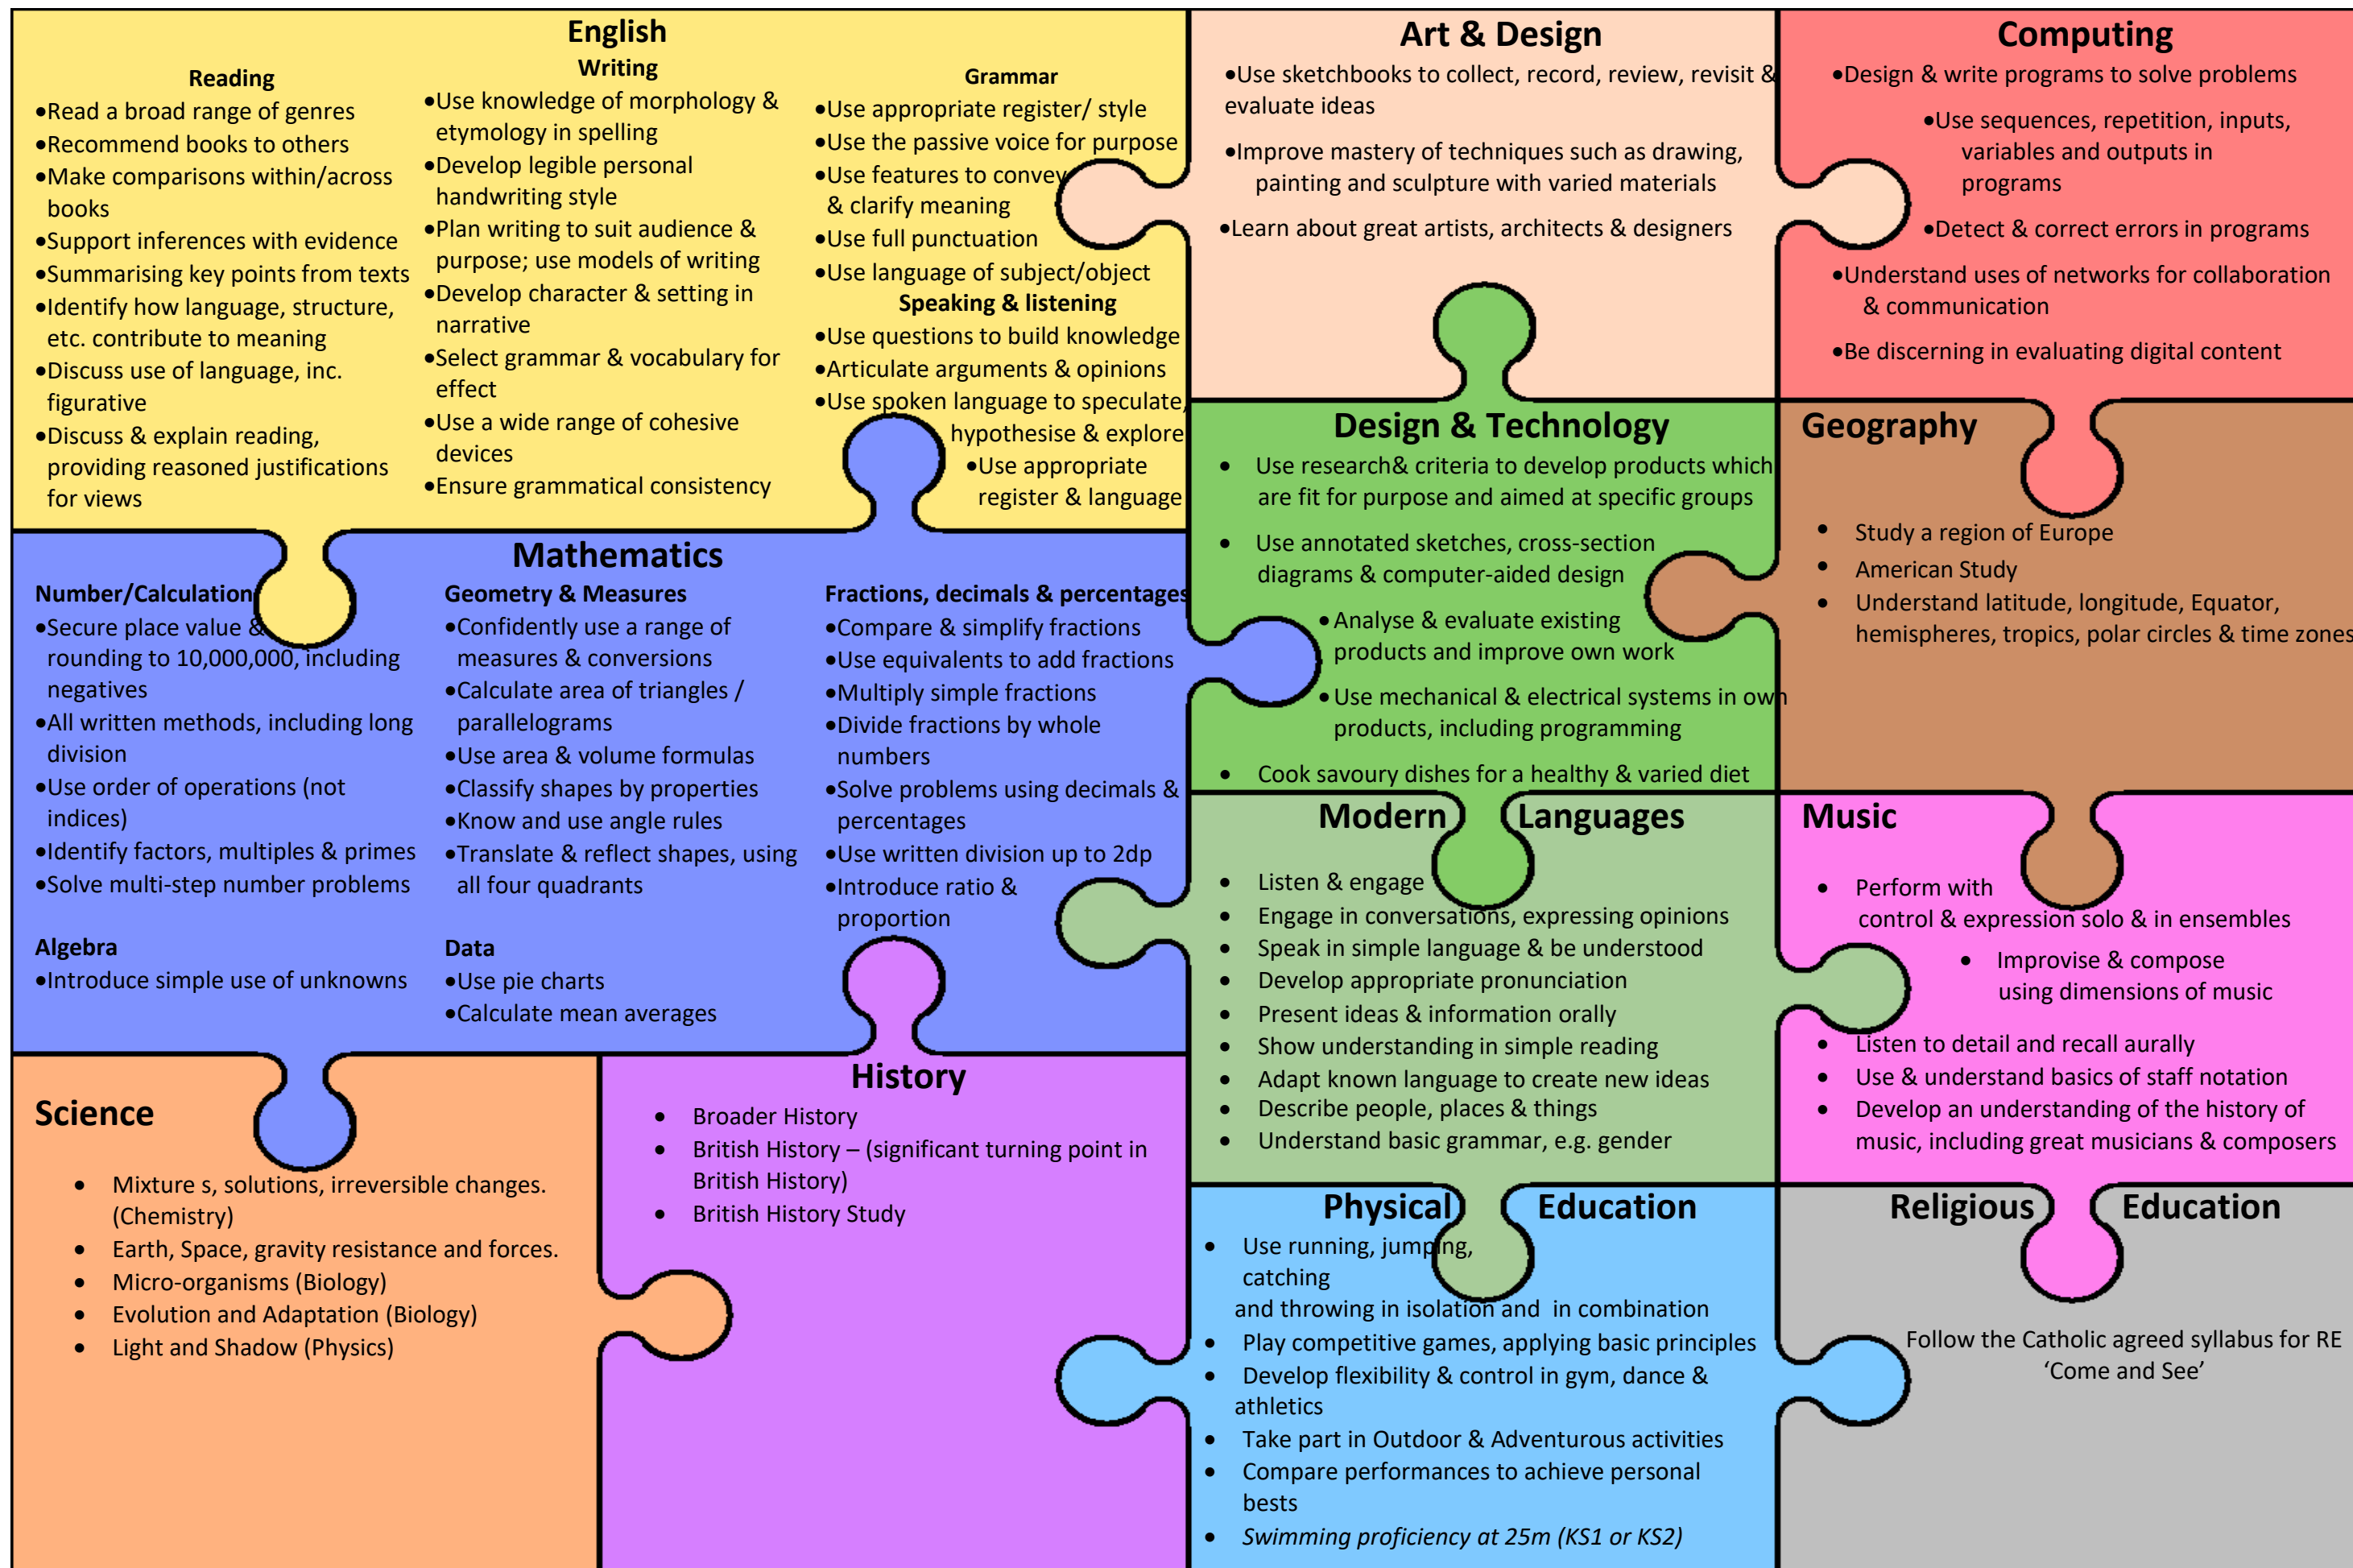 English
Reading
•Read a broad range of genres
•Recommend books to others
•Make comparisons within/across
books
•Support inferences with evidence
•Summarising key points from texts
•Identify how language, structure,
etc. contribute to meaning
•Discuss use of language, inc.
figurative
•Discuss & explain reading,
providing reasoned justifications
for views
Writing
•Use knowledge of morphology &
etymology in spelling
•Develop legible personal
handwriting style
•Plan writing to suit audience &
purpose; use models of writing
•Develop character & setting in
narrative
•Select grammar & vocabulary for
effect
•Use a wide range of cohesive
devices
•Ensure grammatical consistency
Grammar
•Use appropriate register/ style
•Use the passive voice for purpose
•Use features to convey
& clarify meaning
•Use full punctuation
•Use language of subject/object
Speaking & listening
•Use questions to build knowledge
•Articulate arguments & opinions
•Use spoken language to speculate,
hypothesise & explore
•Use appropriate
register & language
Art & Design
•Use sketchbooks to collect, record, review, revisit &
evaluate ideas
•Improve mastery of techniques such as drawing,
painting and sculpture with varied materials
•Learn about great artists, architects & designers
Computing
•Design & write programs to solve problems
•Use sequences, repetition, inputs,
variables and outputs in
programs
•Detect & correct errors in programs
•Understand uses of networks for collaboration
& communication
•Be discerning in evaluating digital content
Mathematics
Number/Calculation
•Secure place value &
rounding to 10,000,000, including
negatives
•All written methods, including long
division
•Use order of operations (not
indices)
•Identify factors, multiples & primes
•Solve multi-step number problems
Algebra
•Introduce simple use of unknowns
Geometry & Measures
•Confidently use a range of
measures & conversions
•Calculate area of triangles /
parallelograms
•Use area & volume formulas
•Classify shapes by properties
•Know and use angle rules
•Translate & reflect shapes, using
all four quadrants
Data
•Use pie charts
•Calculate mean averages
Fractions, decimals & percentages
•Compare & simplify fractions
•Use equivalents to add fractions
•Multiply simple fractions
•Divide fractions by whole
numbers
•Solve problems using decimals &
percentages
•Use written division up to 2dp
•Introduce ratio &
proportion
Design & Technology
• Use research& criteria to develop products which
are fit for purpose and aimed at specific groups
• Use annotated sketches, cross-section
diagrams & computer-aided design
• Analyse & evaluate existing
products and improve own work
• Use mechanical & electrical systems in own
products, including programming
• Cook savoury dishes for a healthy & varied diet
Geography
• Study a region of Europe
• American Study
• Understand latitude, longitude, Equator,
hemispheres, tropics, polar circles & time zones
Modern Languages
• Listen & engage
• Engage in conversations, expressing opinions
• Speak in simple language & be understood
• Develop appropriate pronunciation
• Present ideas & information orally
• Show understanding in simple reading
• Adapt known language to create new ideas
• Describe people, places & things
• Understand basic grammar, e.g. gender
Music
• Perform with
control & expression solo & in ensembles
• Improvise & compose
using dimensions of music
• Listen to detail and recall aurally
• Use & understand basics of staff notation
• Develop an understanding of the history of
music, including great musicians & composers
Science
• Mixture s, solutions, irreversible changes.
(Chemistry)
• Earth, Space, gravity resistance and forces.
• Micro-organisms (Biology)
• Evolution and Adaptation (Biology)
• Light and Shadow (Physics)
History
• Broader History
• British History – (significant turning point in
British History)
• British History Study
Physical Education
• Use running, jumping,
catching
and throwing in isolation and in combination
• Play competitive games, applying basic principles
• Develop flexibility & control in gym, dance &
athletics
• Take part in Outdoor & Adventurous activities
• Compare performances to achieve personal
bests
• Swimming proficiency at 25m (KS1 or KS2)
Religious Education
Follow the Catholic agreed syllabus for RE
‘Come and See’